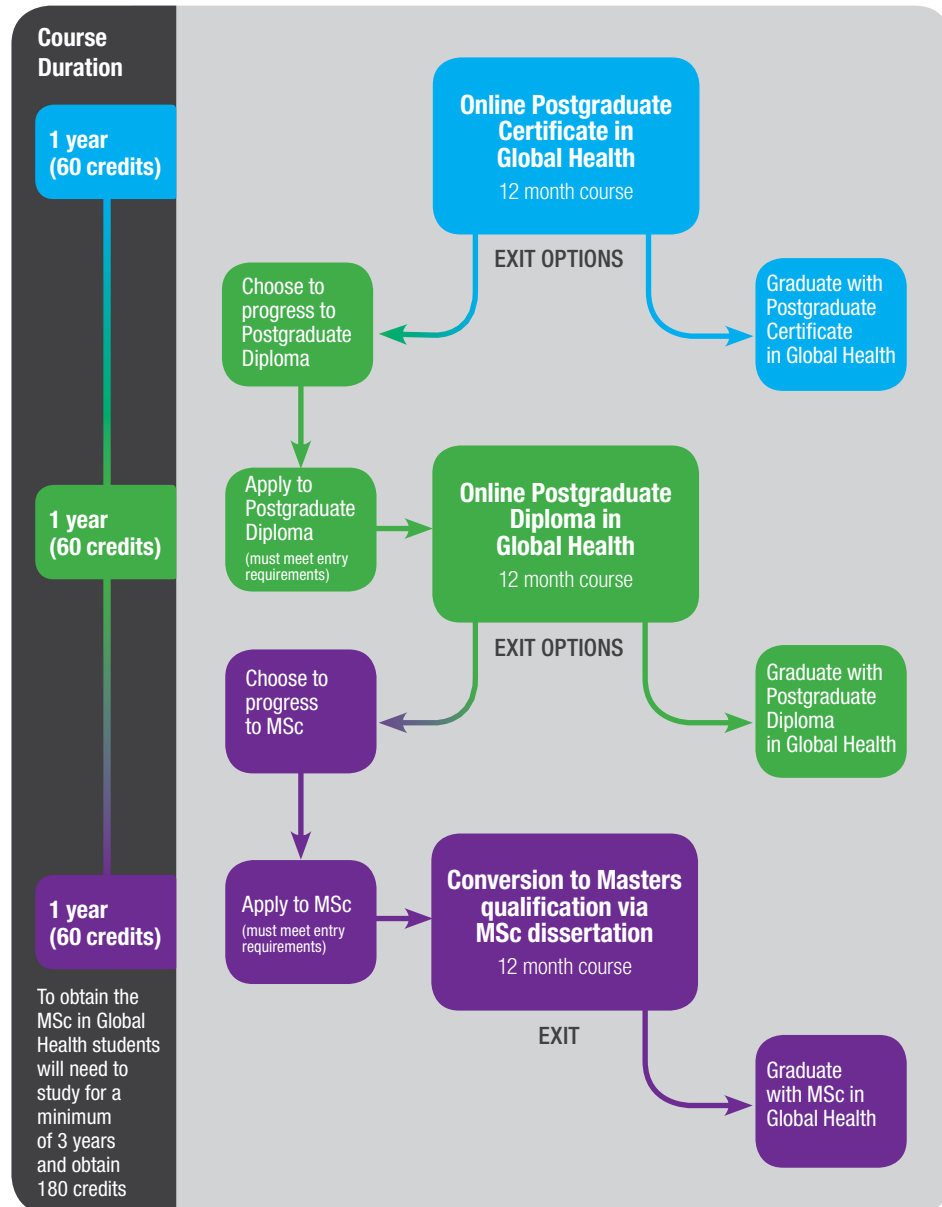 Course
Duration
1 year
(60 credits)
Online Postgraduate
Certificate in
Global Health
12 month course
EXIT OPTIONS
Choose to
progress to
Postgraduate
Diploma
Graduate with
Postgraduate
Certificate
in Global Health
1 year
(60 credits)
Apply to
Postgraduate
Diploma
(must meet entry
requirements)
Online Postgraduate
Diploma in
Global Health
12 month course
EXIT OPTIONS
Choose to
progress
to MSc
Graduate with
Postgraduate
Diploma
in Global Health
1 year
(60 credits)
Apply to MSc
(must meet entry
requirements)
Conversion to Masters
qualification via
MSc dissertation
12 month course
EXIT
Graduate
with MSc in
Global Health
To obtain the
MSc in Global
Health students
will need to
study for a
minimum
of 3 years
and obtain
180 credits